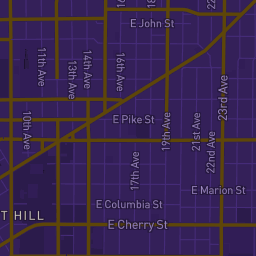 E John St
11th Ave
13th Ave
14th Ave
16th Ave
23rd Ave
10th Ave
E Pike St
19th Ave
21st Ave
22nd Ave
17th Ave
E Marion St
E Columbia St
T HILL
E Cherry St